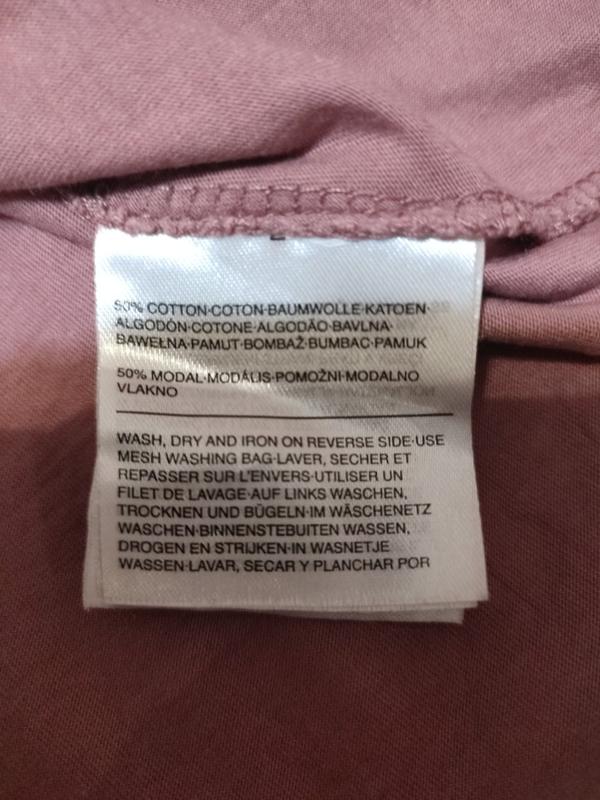 50% COTTON·COTON·BAUMWOLLE·KATOEN·
ALGODÓN·COTONE·ALGODÃO·BAVLNA·
BAWEŁNA·PAMUT·BOMBAŽ·BUMBAC·PAMUK
50% MODAL·MODÁLIS·POMOŽNI·MODALNO
VLAKNO
WASH, DRY AND IRON ON REVERSE SIDE·USE
MESH WASHING BAG·LAVER, SECHER ET
REPASSER SUR L'ENVERS·UTILISER UN
FILET DE LAVAGE·AUF LINKS WASCHEN,
TROCKNEN UND BÜGELN·IM WÄSCHENETZ
WASCHEN·BINNENSTEBUITEN WASSEN,
DROGEN EN STRIJKEN·IN WASNETJE
WASSEN·LAVAR, SECAR Y PLANCHAR POR